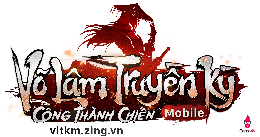 Võ Lâm Truyền Kỳ
CÔNG THÀNH CHIẾN Mobile
vltkm.zing.vn